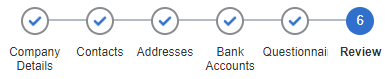 6
Company Details
Contacts
Addresses
Bank Accounts
Questionnai
Review